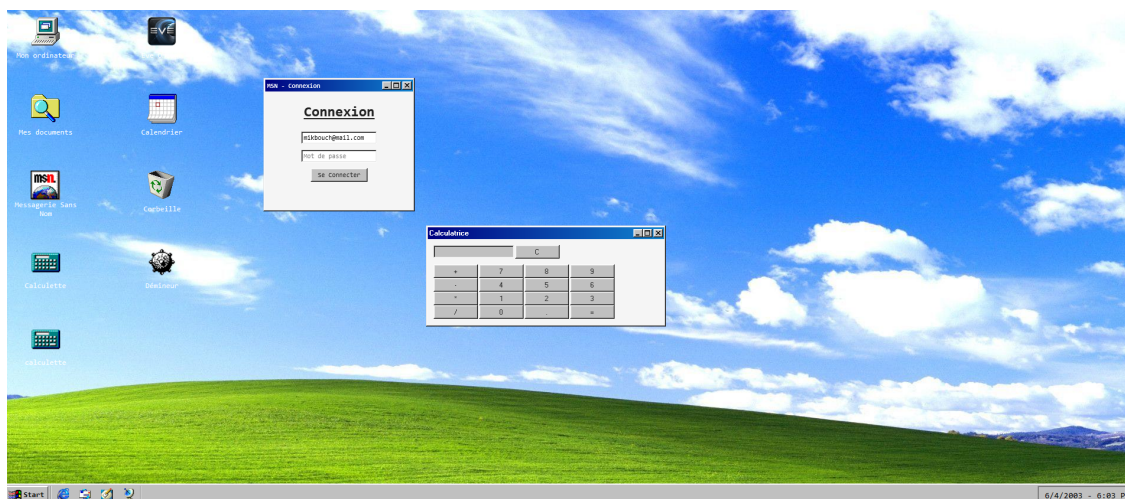 Mon ordinateur
EVE
Mes documents
Calendrier
msn.
Messagerie Sans
Nom
Corbeille
Calculette
Démineur
calculette
MSN - Connexion
Connexion
mikbouch@mail.com
Mot de passe
Se Connecter
Calculatrice
C
+ 7 8 9
- 4 5 6
* 1 2 3
/ 0 . =
Start
6/4/2003 - 6:03 P